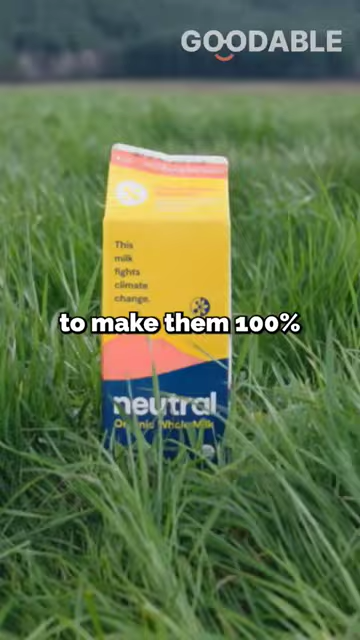 GOODABLE
This
milk
fights
climate
change.
to make them 100%
neutral
Organic Whole Milk